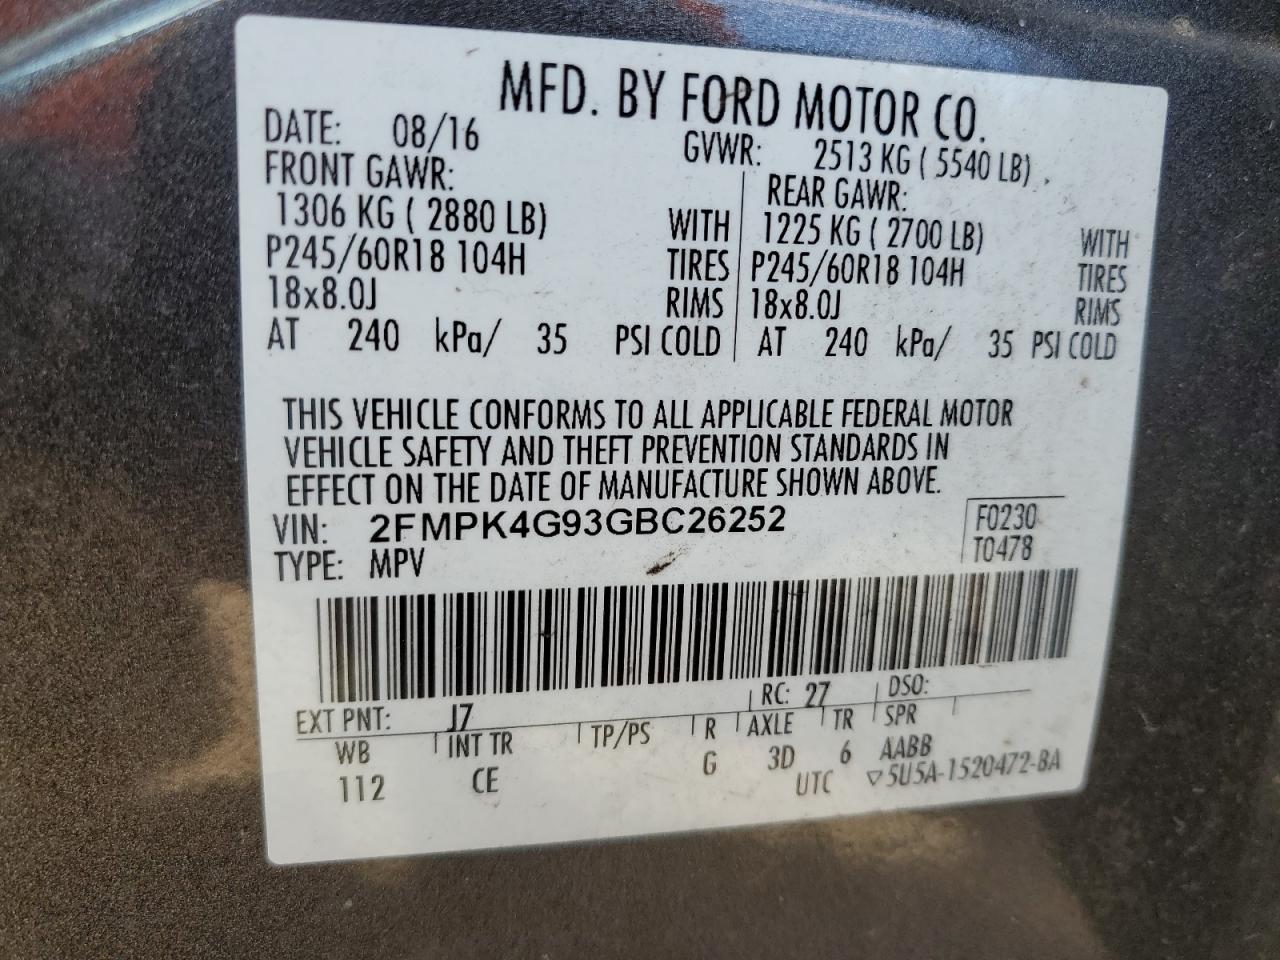 MFD. BY FORD MOTOR CO.
DATE: 08/16 GVWR: 2513 KG ( 5540 LB)
FRONT GAWR: REAR GAWR:
1306 KG ( 2880 LB) WITH 1225 KG ( 2700 LB) WITH
P245/60R18 104H TIRES P245/60R18 104H TIRES
18x8.0J RIMS 18x8.0J RIMS
AT 240 kPa/ 35 PSI COLD AT 240 kPa/ 35 PSI COLD
THIS VEHICLE CONFORMS TO ALL APPLICABLE FEDERAL MOTOR
VEHICLE SAFETY AND THEFT PREVENTION STANDARDS IN
EFFECT ON THE DATE OF MANUFACTURE SHOWN ABOVE.
VIN: 2FMPK4G93GBC26252 F0230
TYPE: MPV T0478
EXT PNT: J7 RC: 27 DSO:
WB INT TR TP/PS R AXLE TR SPR
112 CE G 3D 6 AABB
UTC ▽5U5A-1520472-BA